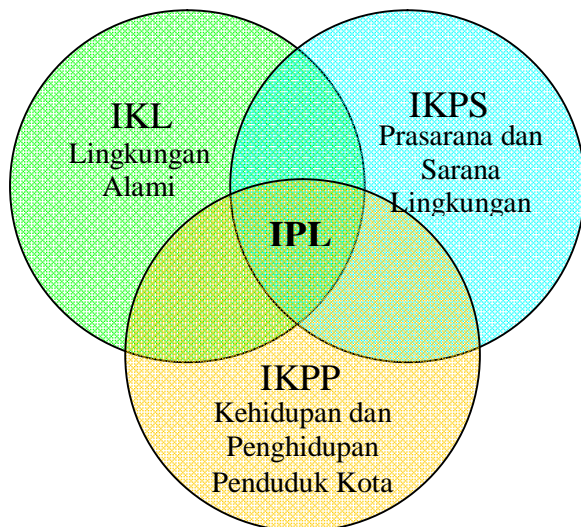 IKL
Lingkungan
Alami
IKPS
Prasarana dan
Sarana
Lingkungan
IPL
IKPP
Kehidupan dan
Penghidupan
Penduduk Kota